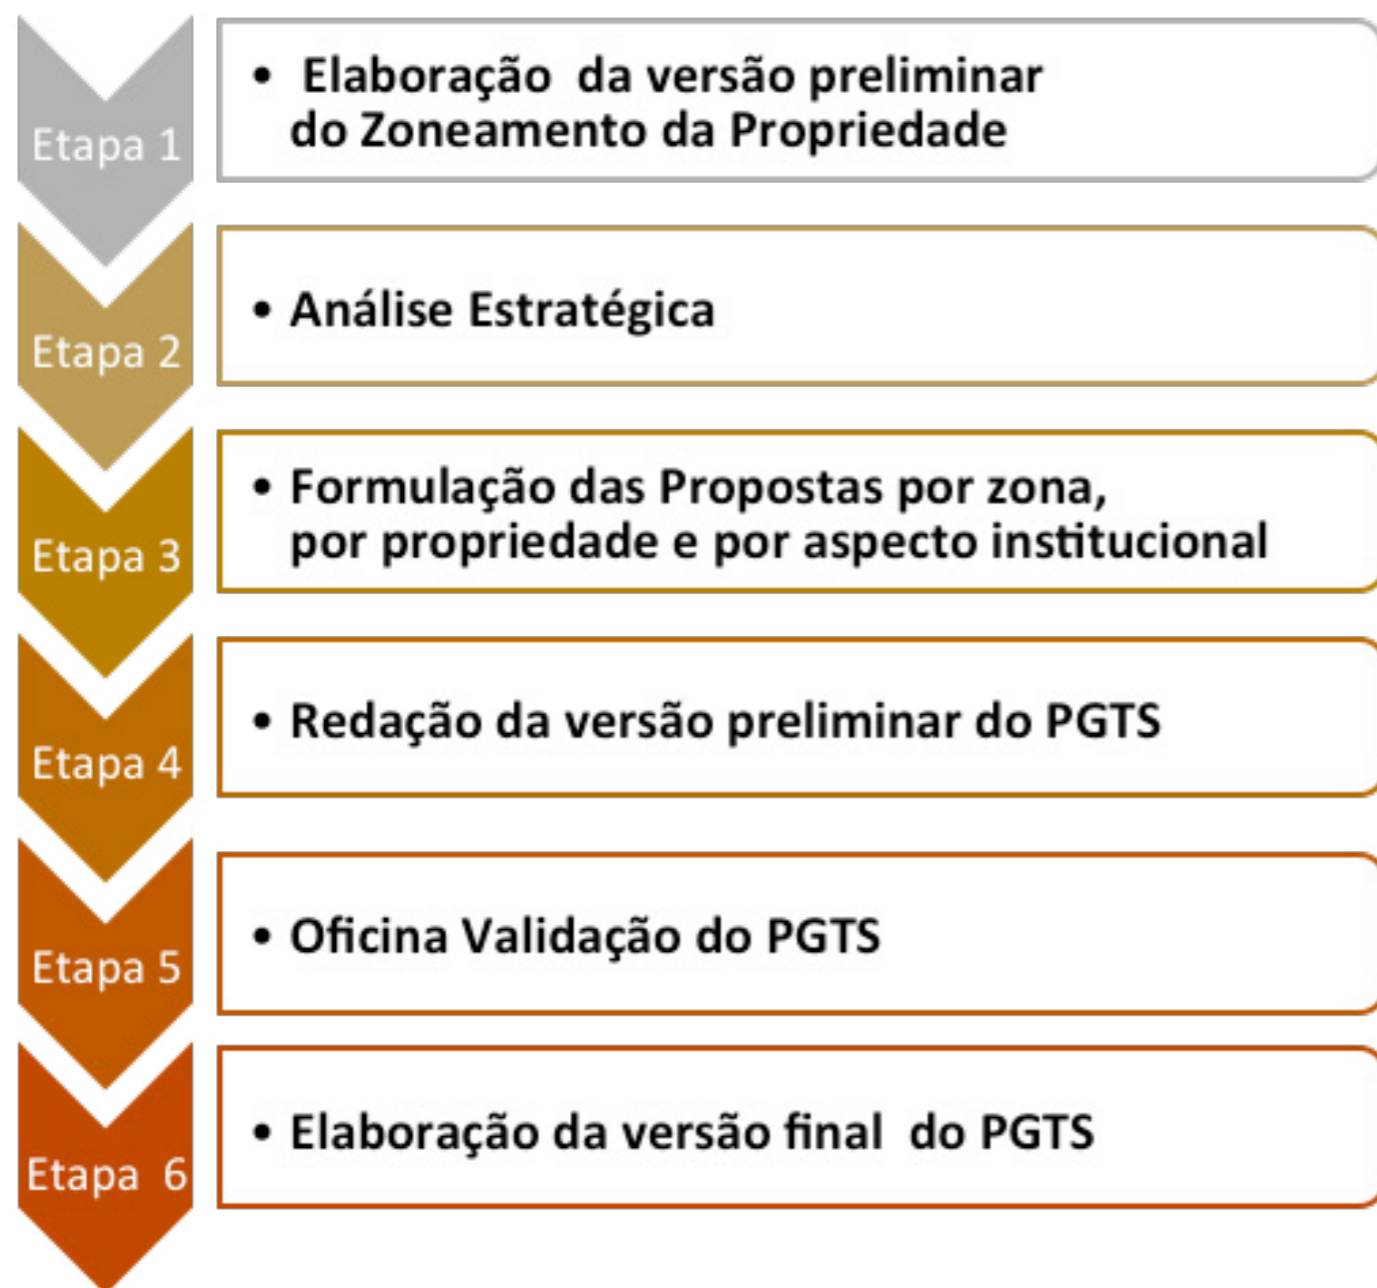 Etapa 1
• Elaboração da versão preliminar
do Zoneamento da Propriedade
Etapa 2
• Análise Estratégica
Etapa 3
• Formulação das Propostas por zona,
por propriedade e por aspecto institucional
Etapa 4
• Redação da versão preliminar do PGTS
Etapa 5
• Oficina Validação do PGTS
Etapa 6
• Elaboração da versão final do PGTS